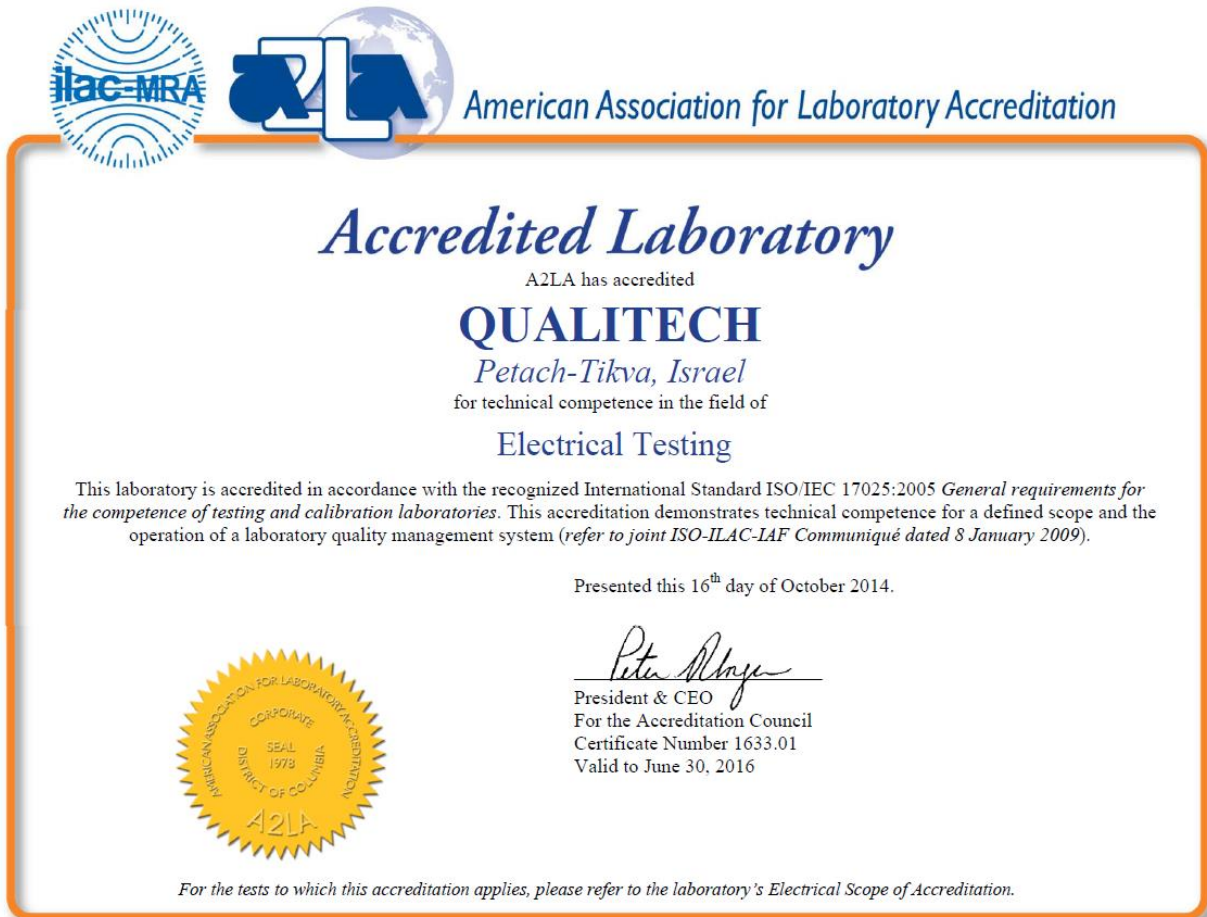 ilac-MRA
A2LA
American Association for Laboratory Accreditation
Accredited Laboratory
A2LA has accredited
QUALITECH
Petach-Tikva, Israel
for technical competence in the field of
Electrical Testing
This laboratory is accredited in accordance with the recognized International Standard ISO/IEC 17025:2005 General requirements for
the competence of testing and calibration laboratories. This accreditation demonstrates technical competence for a defined scope and the
operation of a laboratory quality management system (refer to joint ISO-ILAC-IAF Communiqué dated 8 January 2009).
Presented this 16th day of October 2014.
President & CEO
For the Accreditation Council
Certificate Number 1633.01
Valid to June 30, 2016
AMERICAN ASSOCIATION FOR LABORATORY ACCREDITATION
CORPORATE
SEAL
1978
DISTRICT OF COLUMBIA
A2LA
For the tests to which this accreditation applies, please refer to the laboratory's Electrical Scope of Accreditation.